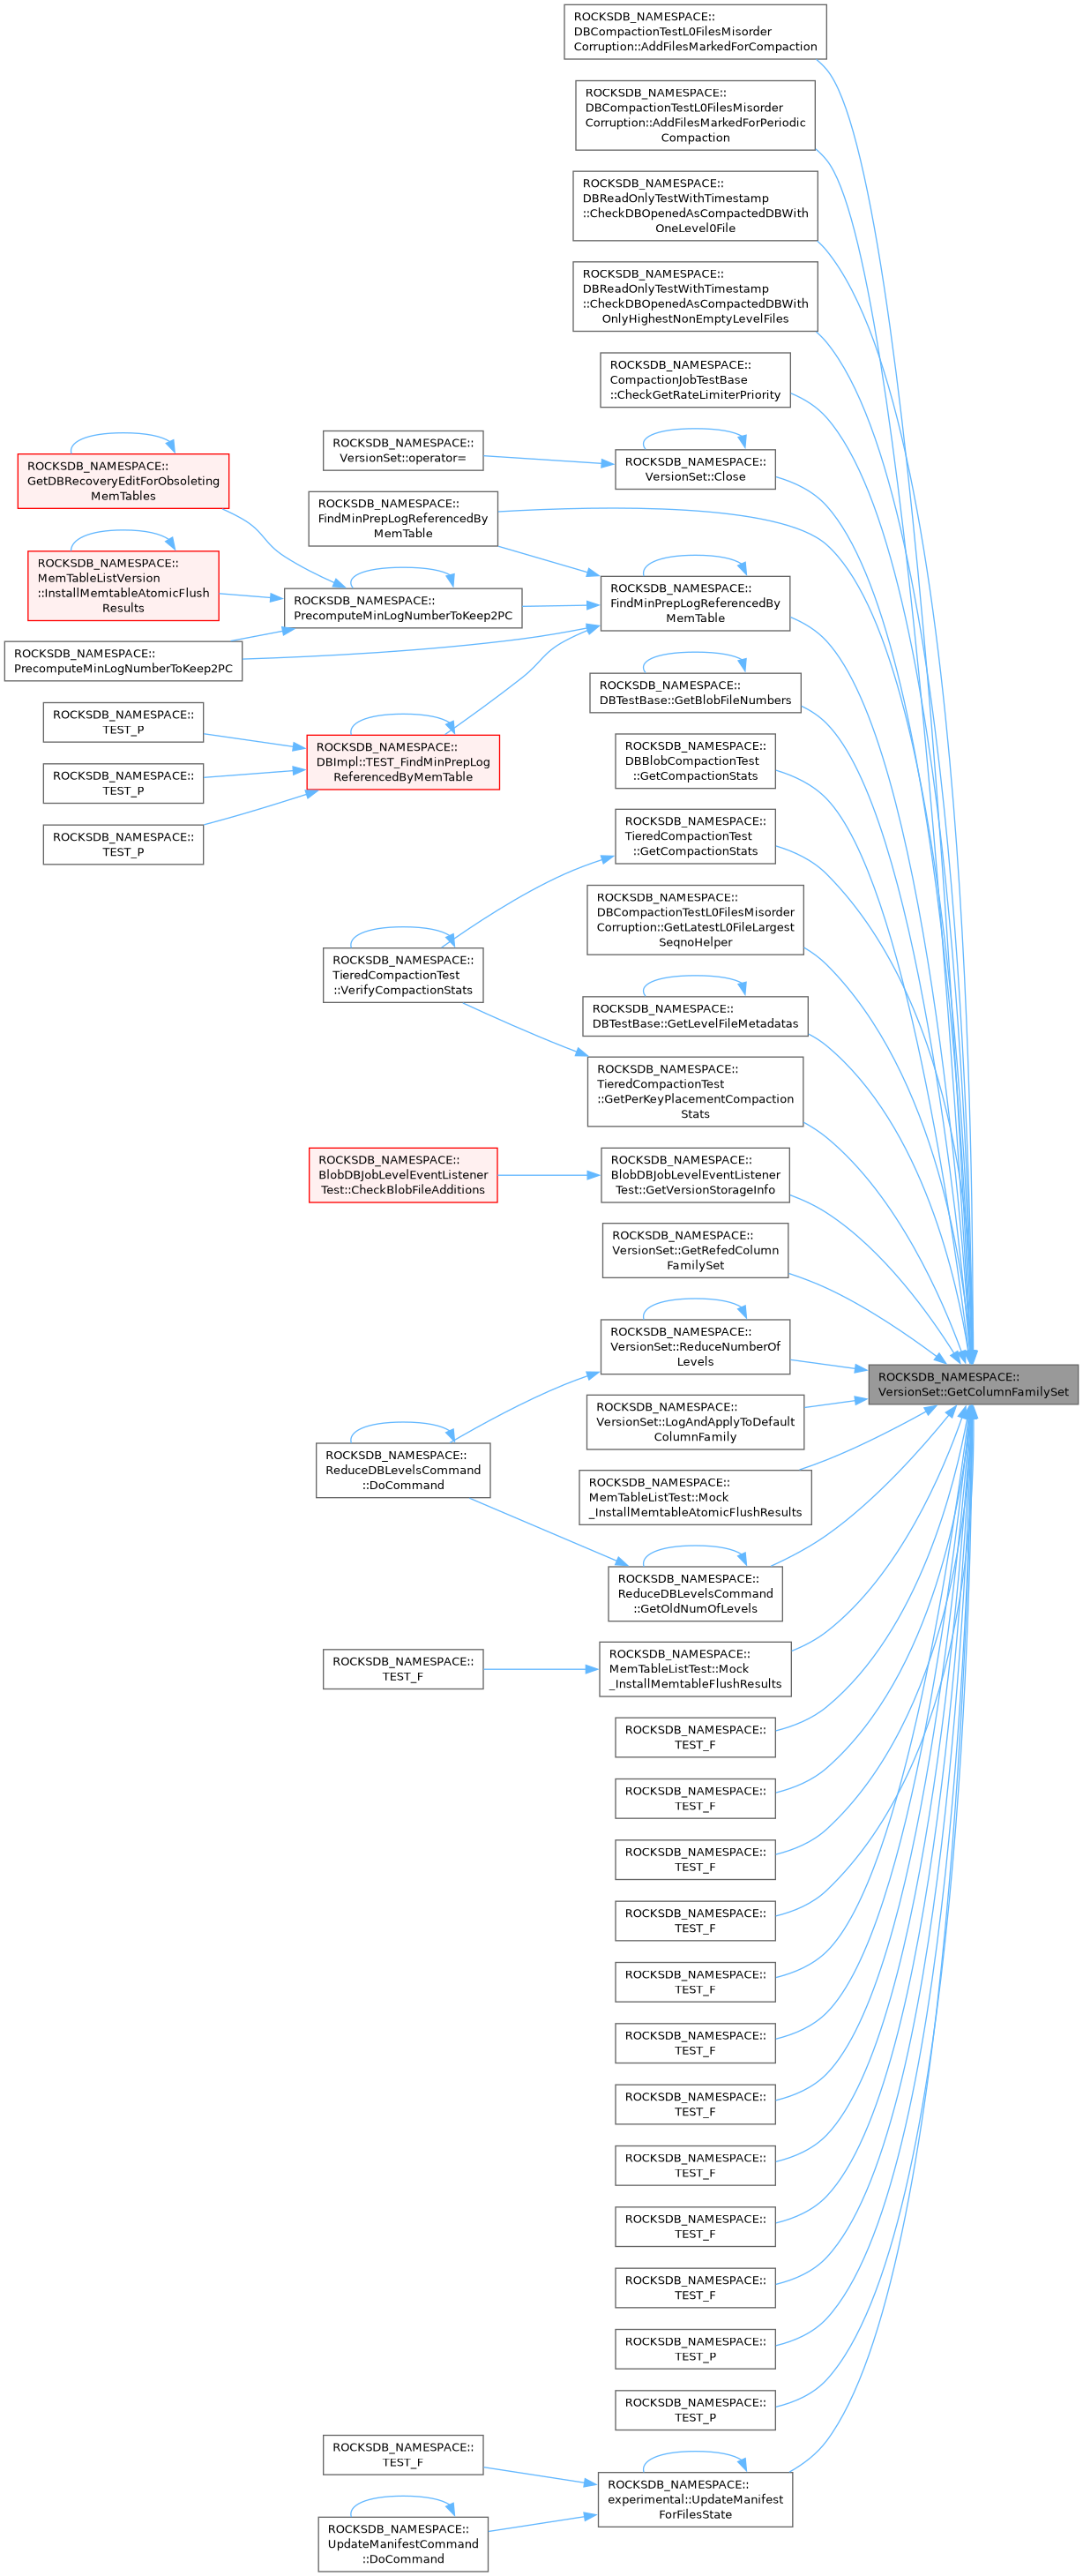 ROCKSDB_NAMESPACE::
DBCompactionTestL0FilesMisorder
Corruption::AddFilesMarkedForCompaction
ROCKSDB_NAMESPACE::
DBCompactionTestL0FilesMisorder
Corruption::AddFilesMarkedForPeriodic
Compaction
ROCKSDB_NAMESPACE::
DBReadOnlyTestWithTimestamp
::CheckDBOpenedAsCompactedDBWith
OneLevel0File
ROCKSDB_NAMESPACE::
DBReadOnlyTestWithTimestamp
::CheckDBOpenedAsCompactedDBWith
OnlyHighestNonEmptyLevelFiles
ROCKSDB_NAMESPACE::
CompactionJobTestBase
::CheckGetRateLimiterPriority
ROCKSDB_NAMESPACE::
VersionSet::operator=
ROCKSDB_NAMESPACE::
VersionSet::Close
ROCKSDB_NAMESPACE::
GetDBRecoveryEditForObsoleting
MemTables
ROCKSDB_NAMESPACE::
FindMinPrepLogReferencedBy
MemTable
ROCKSDB_NAMESPACE::
MemTableListVersion
::InstallMemtableAtomicFlush
Results
ROCKSDB_NAMESPACE::
PrecomputeMinLogNumberToKeep2PC
ROCKSDB_NAMESPACE::
FindMinPrepLogReferencedBy
MemTable
ROCKSDB_NAMESPACE::
PrecomputeMinLogNumberToKeep2PC
ROCKSDB_NAMESPACE::
DBTestBase::GetBlobFileNumbers
ROCKSDB_NAMESPACE::
TEST_P
ROCKSDB_NAMESPACE::
DBImpl::TEST_FindMinPrepLog
ReferencedByMemTable
ROCKSDB_NAMESPACE::
DBBlobCompactionTest
::GetCompactionStats
ROCKSDB_NAMESPACE::
TEST_P
ROCKSDB_NAMESPACE::
TEST_P
ROCKSDB_NAMESPACE::
TieredCompactionTest
::GetCompactionStats
ROCKSDB_NAMESPACE::
DBCompactionTestL0FilesMisorder
Corruption::GetLatestL0FileLargest
SeqnoHelper
ROCKSDB_NAMESPACE::
TieredCompactionTest
::VerifyCompactionStats
ROCKSDB_NAMESPACE::
DBTestBase::GetLevelFileMetadatas
ROCKSDB_NAMESPACE::
TieredCompactionTest
::GetPerKeyPlacementCompaction
Stats
ROCKSDB_NAMESPACE::
BlobDBJobLevelEventListener
Test::CheckBlobFileAdditions
ROCKSDB_NAMESPACE::
BlobDBJobLevelEventListener
Test::GetVersionStorageInfo
ROCKSDB_NAMESPACE::
VersionSet::GetRefedColumn
FamilySet
ROCKSDB_NAMESPACE::
VersionSet::ReduceNumberOf
Levels
ROCKSDB_NAMESPACE::
VersionSet::GetColumnFamilySet
ROCKSDB_NAMESPACE::
VersionSet::LogAndApplyToDefault
ColumnFamily
ROCKSDB_NAMESPACE::
ReduceDBLevelsCommand
::DoCommand
ROCKSDB_NAMESPACE::
MemTableListTest::Mock
_InstallMemtableAtomicFlushResults
ROCKSDB_NAMESPACE::
ReduceDBLevelsCommand
::GetOldNumOfLevels
ROCKSDB_NAMESPACE::
TEST_F
ROCKSDB_NAMESPACE::
MemTableListTest::Mock
_InstallMemtableFlushResults
ROCKSDB_NAMESPACE::
TEST_F
ROCKSDB_NAMESPACE::
TEST_F
ROCKSDB_NAMESPACE::
TEST_F
ROCKSDB_NAMESPACE::
TEST_F
ROCKSDB_NAMESPACE::
TEST_F
ROCKSDB_NAMESPACE::
TEST_F
ROCKSDB_NAMESPACE::
TEST_F
ROCKSDB_NAMESPACE::
TEST_F
ROCKSDB_NAMESPACE::
TEST_F
ROCKSDB_NAMESPACE::
TEST_F
ROCKSDB_NAMESPACE::
TEST_P
ROCKSDB_NAMESPACE::
TEST_P
ROCKSDB_NAMESPACE::
TEST_F
ROCKSDB_NAMESPACE::
experimental::UpdateManifest
ForFilesState
ROCKSDB_NAMESPACE::
UpdateManifestCommand
::DoCommand